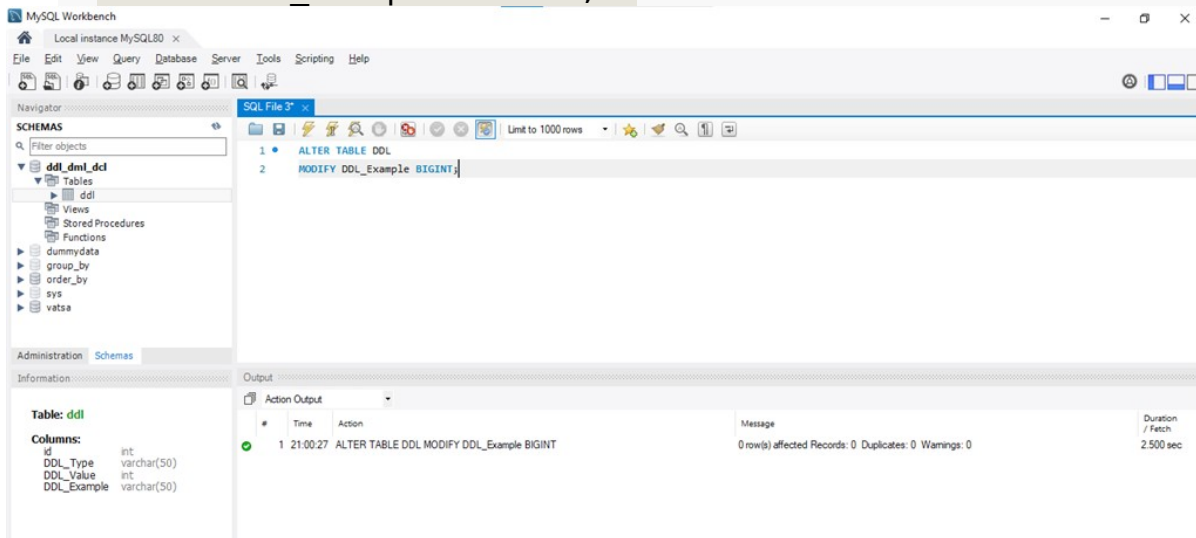 MySQL Workbench
Local instance MySQL80
File Edit View Query Database Server Tools Scripting Help
Navigator
SCHEMAS
Filter objects
ddl_dml_dcl
Tables
ddl
Views
Stored Procedures
Functions
dummydata
group_by
order_by
sys
vatsa
Administration Schemas
Information
Table: ddl
Columns:
id int
DDL_Type varchar(50)
DDL_Value int
DDL_Example varchar(50)
SQL File 3*
Limit to 1000 rows
1 ALTER TABLE DDL
2 MODIFY DDL_Example BIGINT;
Output
Action Output
# Time Action Message Duration / Fetch
1 21:00:27 ALTER TABLE DDL MODIFY DDL_Example BIGINT 0 row(s) affected Records: 0 Duplicates: 0 Warnings: 0 2.500 sec